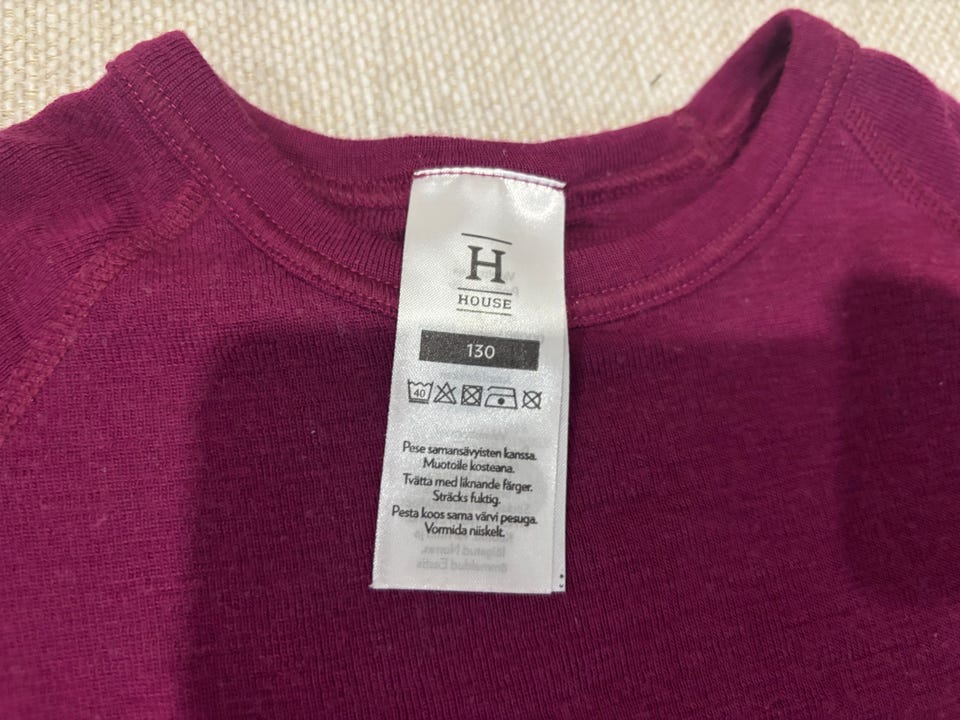 H
HOUSE
130
40
Pese samansävyisten kanssa.
Muotoile kosteana.
Tvätta med liknande färger.
Sträcks fuktig.
Pesta koos sama värvi pesuga.
Vormida niiskelt.